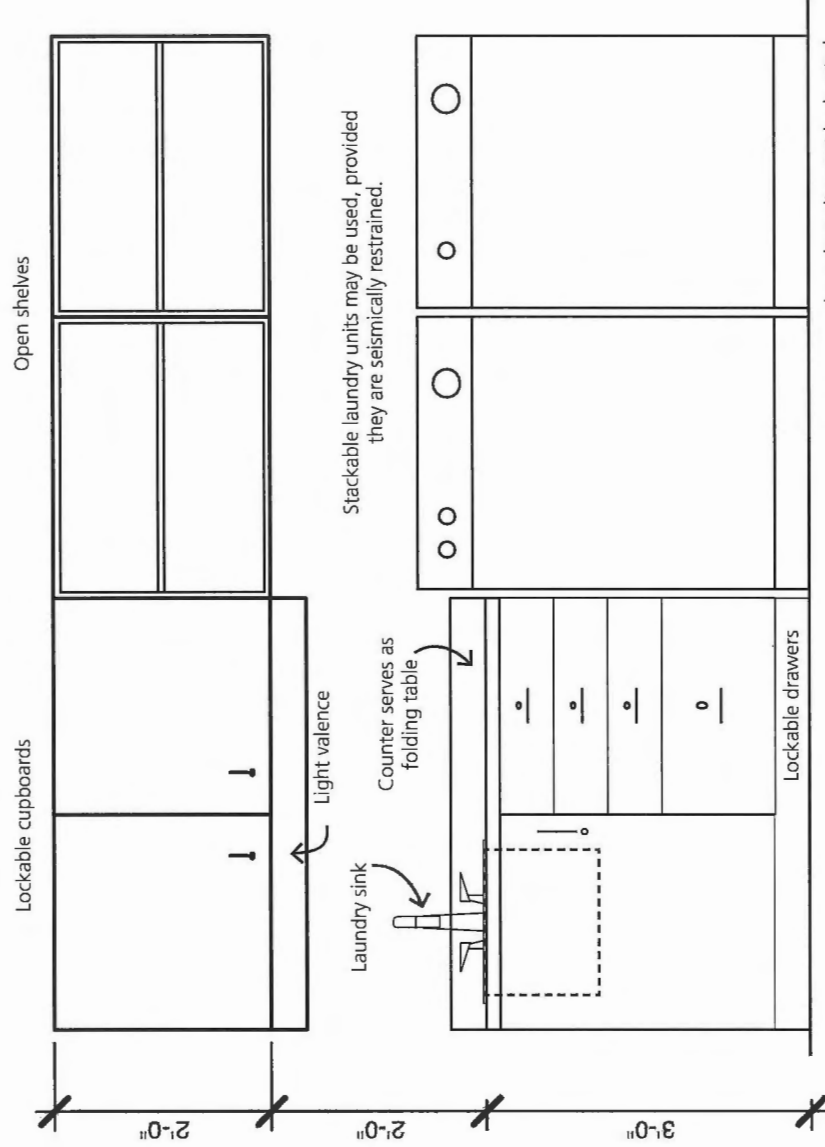 Lockable cupboards
Open shelves
2'-0"
Light valence
2'-0"
Stackable laundry units may be used, provided
they are seismically restrained.
Laundry sink
Counter serves as
folding table
3'-0"
Lockable drawers